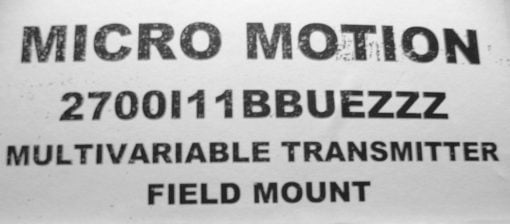 MICRO MOTION
2700I11BBUEZZZ
MULTIVARIABLE TRANSMITTER
FIELD MOUNT